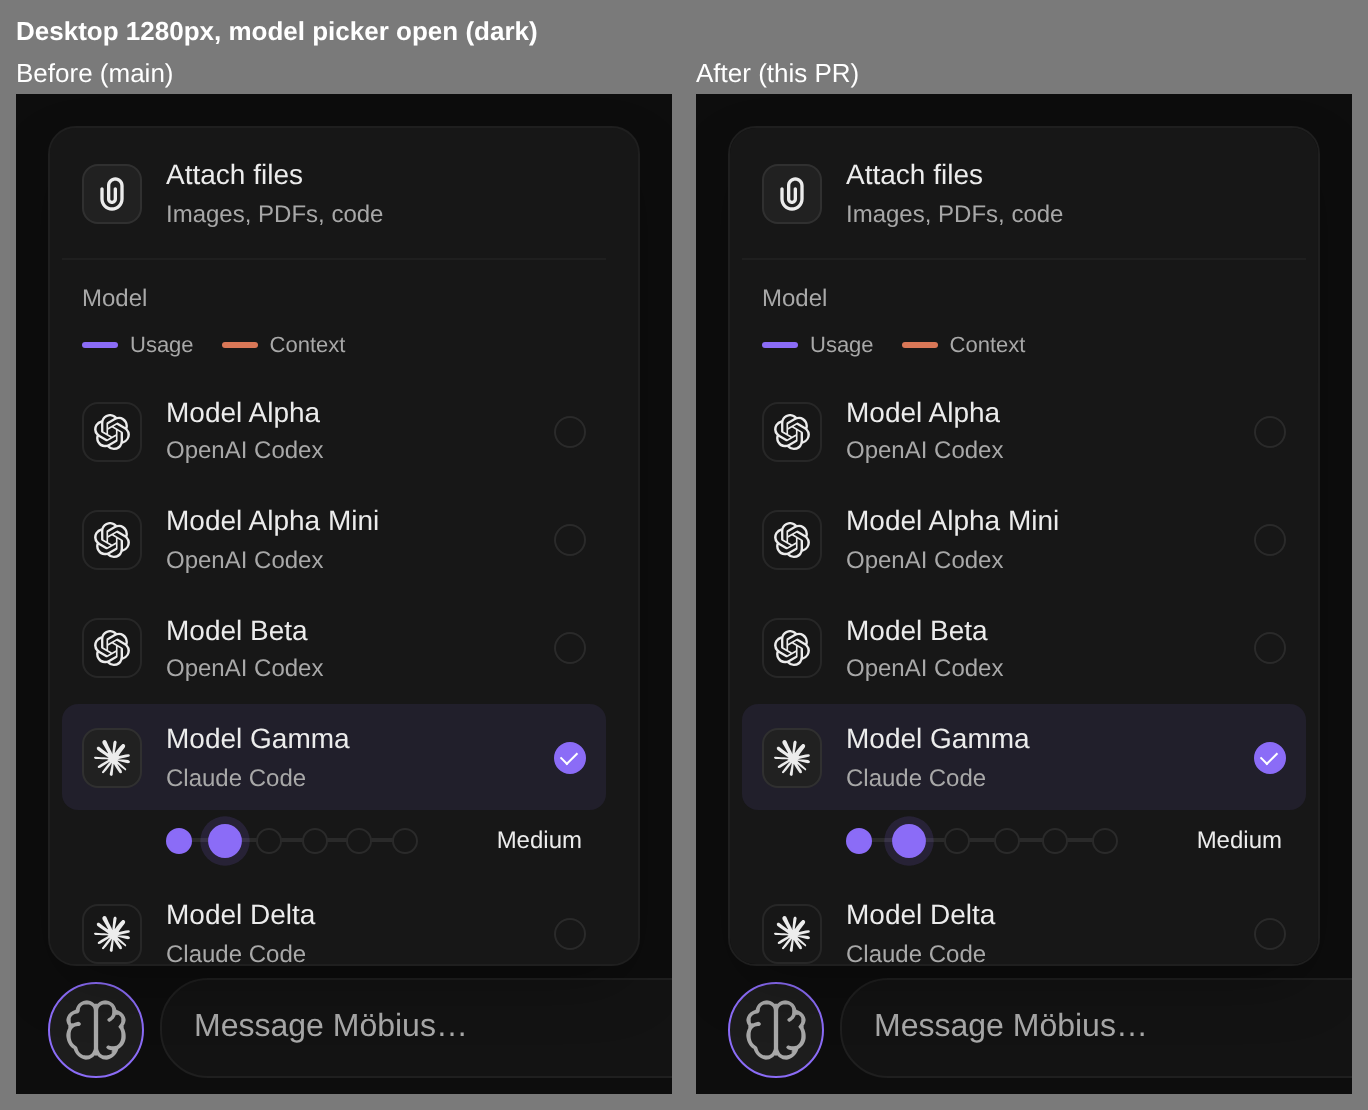 Desktop 1280px, model picker open (dark)
Before (main)
Attach files
Images, PDFs, code
Model
Usage Context
Model Alpha
OpenAI Codex
Model Alpha Mini
OpenAI Codex
Model Beta
OpenAI Codex
Model Gamma
Claude Code
Medium
Model Delta
Claude Code
Message Möbius…
After (this PR)
Attach files
Images, PDFs, code
Model
Usage Context
Model Alpha
OpenAI Codex
Model Alpha Mini
OpenAI Codex
Model Beta
OpenAI Codex
Model Gamma
Claude Code
Medium
Model Delta
Claude Code
Message Möbius…